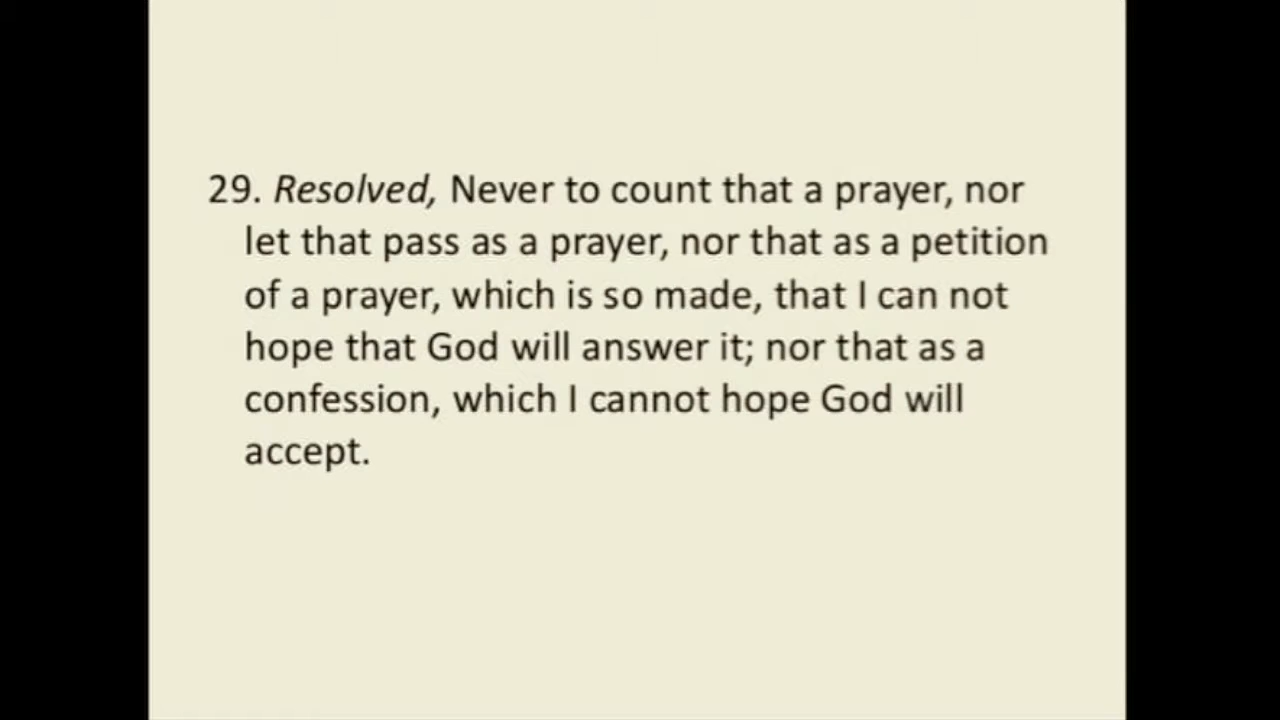 29. Resolved, Never to count that a prayer, nor
let that pass as a prayer, nor that as a petition
of a prayer, which is so made, that I can not
hope that God will answer it; nor that as a
confession, which I cannot hope God will
accept.